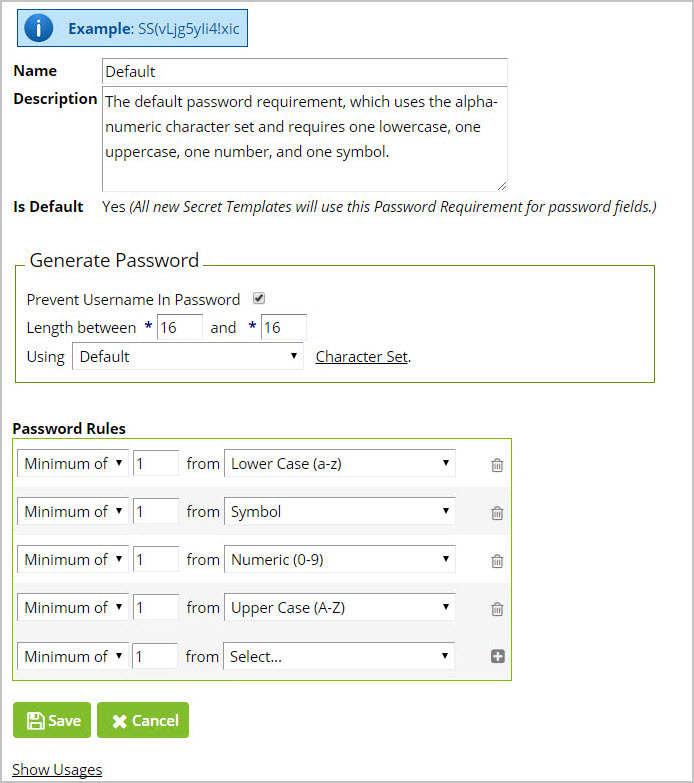 Example: SS(vLjg5yIi4!xic
Name Default
Description The default password requirement, which uses the alpha-
numeric character set and requires one lowercase, one
uppercase, one number, and one symbol.
Is Default Yes (All new Secret Templates will use this Password Requirement for password fields.)
Generate Password
Prevent Username In Password
Length between * 16 and * 16
Using Default Character Set.
Password Rules
Minimum of 1 from Lower Case (a-z)
Minimum of 1 from Symbol
Minimum of 1 from Numeric (0-9)
Minimum of 1 from Upper Case (A-Z)
Minimum of 1 from Select...
Save Cancel
Show Usages